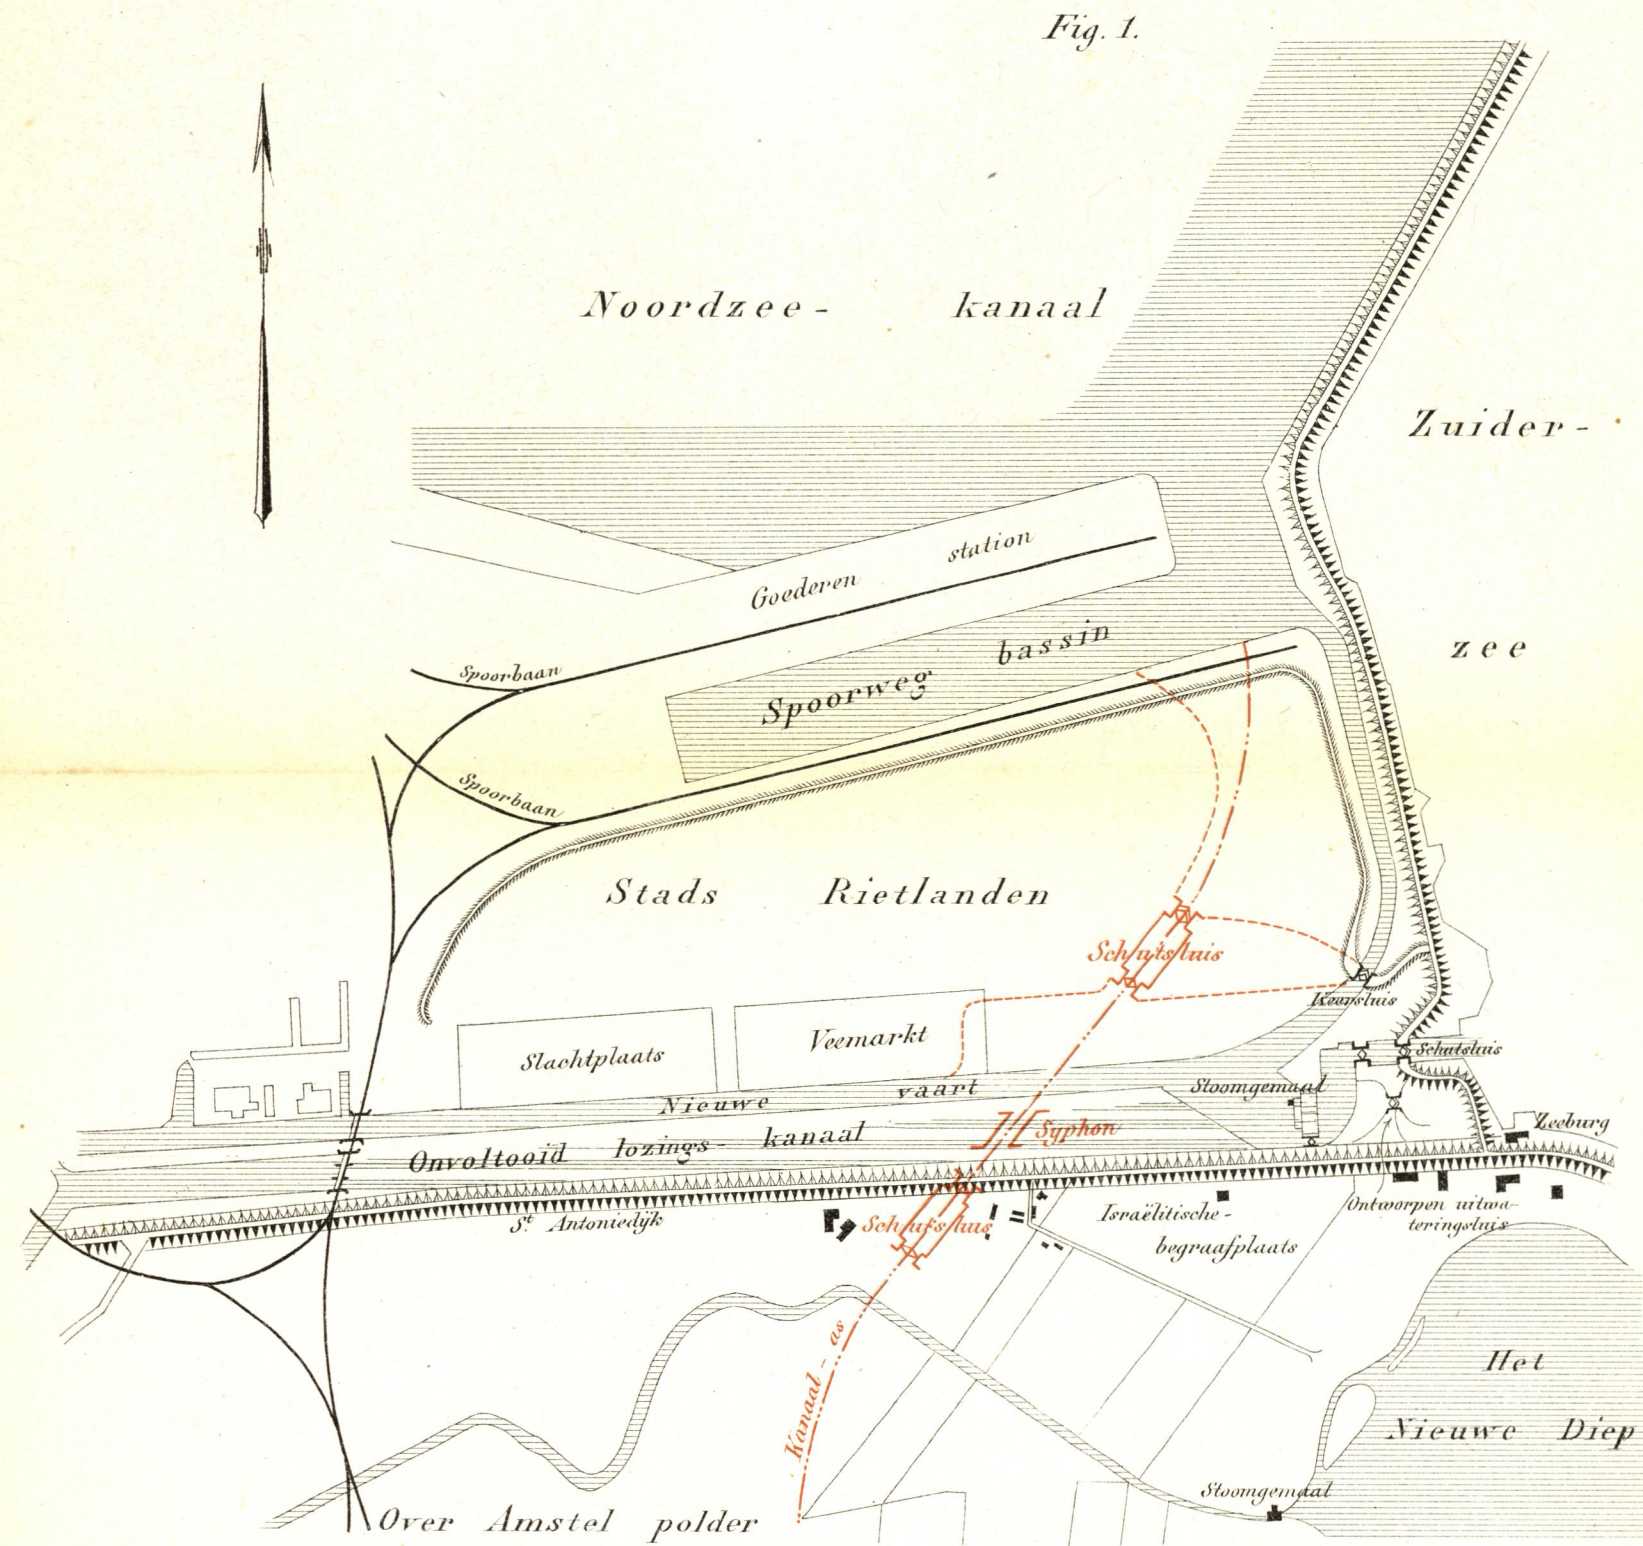 Fig. 1.
Noordzee- kanaal
Zuider-
zee
Goederen station
Spoorbaan
Spoorweg bassin
Spoorbaan
Stads Rietlanden
Schutsluis
Keersluis
Slachtplaats
Veemarkt
Schutsluis
Nieuwe vaart
Stoomgemaal
Syphon
Zeeburg
Onvoltooid lozings- kanaal
St Antoniedijk
Schutsluis
Israëlitische-
begraafplaats
Ontworpen uitwa-
teringsluis
Kanaal- as
Het
Nieuwe Diep
Stoomgemaal
Over Amstel polder